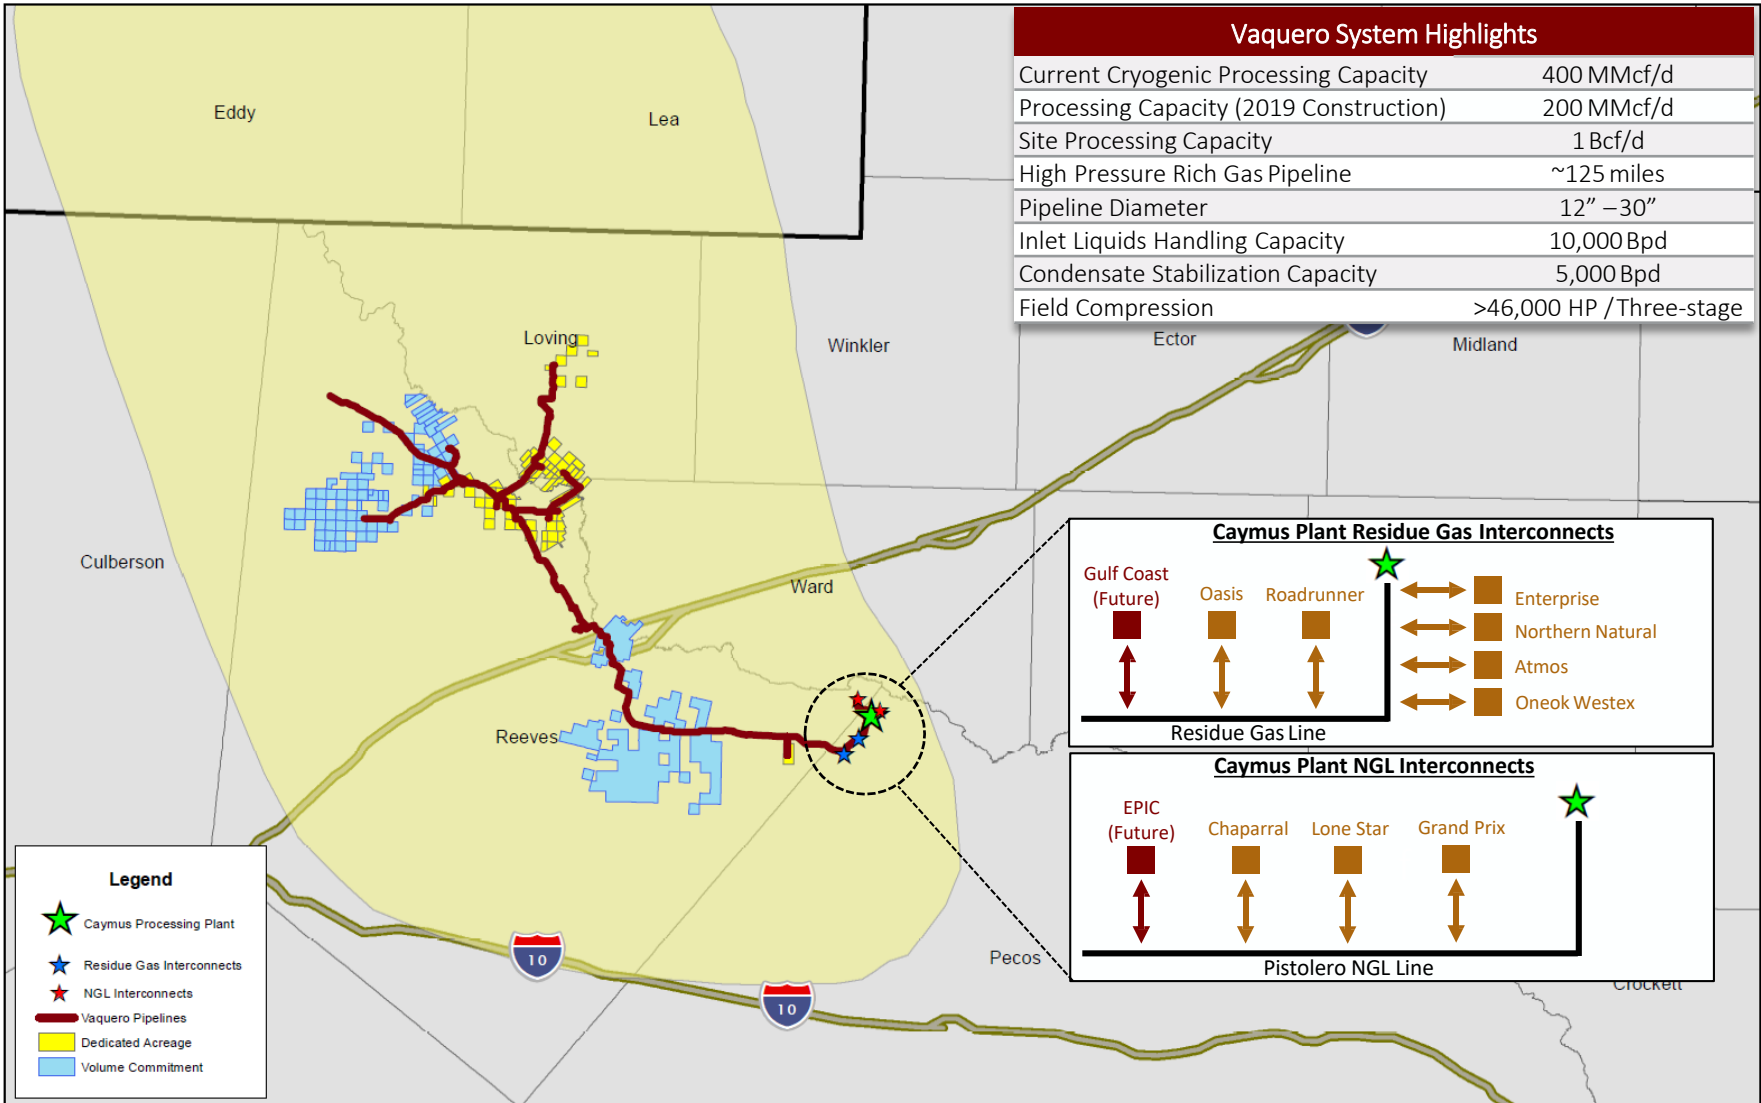 Vaquero System Highlights
Current Cryogenic Processing Capacity 400 MMcf/d
Processing Capacity (2019 Construction) 200 MMcf/d
Site Processing Capacity 1 Bcf/d
High Pressure Rich Gas Pipeline ~125 miles
Pipeline Diameter 12” – 30”
Inlet Liquids Handling Capacity 10,000 Bpd
Condensate Stabilization Capacity 5,000 Bpd
Field Compression >46,000 HP / Three-stage
Eddy
Lea
Loving
Winkler
Ector
Midland
Culberson
Ward
Reeves
Pecos
Crockett
10
10
Caymus Plant Residue Gas Interconnects
Gulf Coast
(Future)
Oasis
Roadrunner
Enterprise
Northern Natural
Atmos
Oneok Westex
Residue Gas Line
Caymus Plant NGL Interconnects
EPIC
(Future)
Chaparral
Lone Star
Grand Prix
Pistolero NGL Line
Legend
Caymus Processing Plant
Residue Gas Interconnects
NGL Interconnects
Vaquero Pipelines
Dedicated Acreage
Volume Commitment